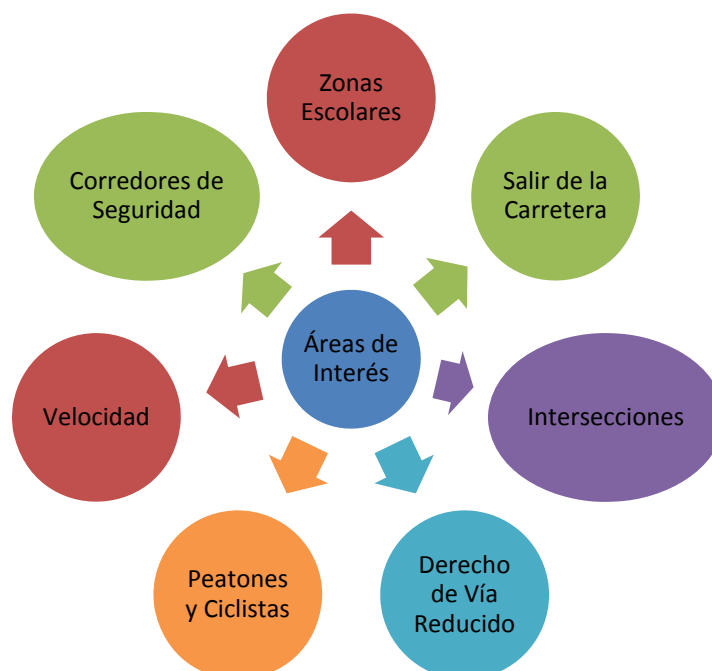 Zonas
Escolares
Salir de la
Carretera
Intersecciones
Derecho
de Vía
Reducido
Peatones
y Ciclistas
Velocidad
Corredores de
Seguridad
Áreas de
Interés